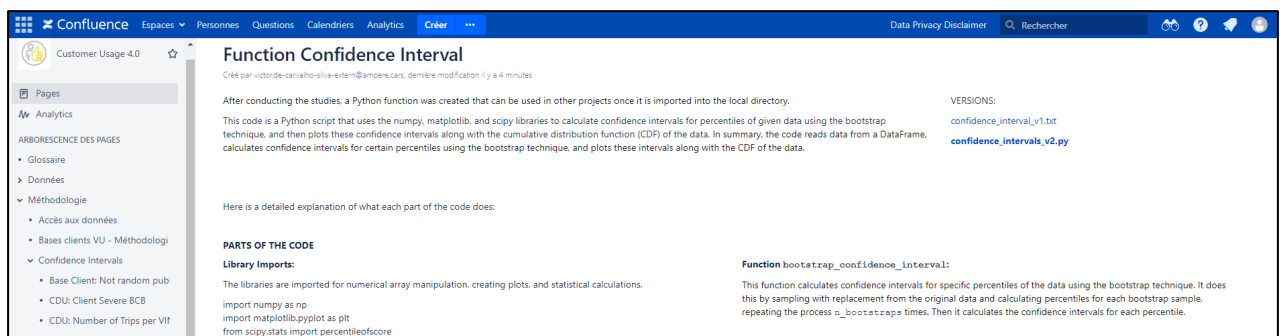 Confluence Espaces Personnes Questions Calendriers Analytics Créer ... Data Privacy Disclaimer Rechercher
Customer Usage 4.0
Pages
Analytics
ARBORESCENCE DES PAGES
Glossaire
Données
Méthodologie
Accès aux données
Bases clients VU - Méthodologi
Confidence Intervals
Base Client: Not random publ
CDU: Client Severe BCB
CDU: Number of Trips per VIN
Function Confidence Interval
Créé par victor.de-carvalho-silva-extern@ampere.cars, dernière modification il y a 4 minutes
After conducting the studies, a Python function was created that can be used in other projects once it is imported into the local directory.
This code is a Python script that uses the numpy, matplotlib, and scipy libraries to calculate confidence intervals for percentiles of given data using the bootstrap
technique, and then plots these confidence intervals along with the cumulative distribution function (CDF) of the data. In summary, the code reads data from a DataFrame,
calculates confidence intervals for certain percentiles using the bootstrap technique, and plots these intervals along with the CDF of the data.
VERSIONS:
confidence_interval_v1.txt
confidence_intervals_v2.py
Here is a detailed explanation of what each part of the code does:
PARTS OF THE CODE
Library Imports:
The libraries are imported for numerical array manipulation, creating plots, and statistical calculations.
import numpy as np
import matplotlib.pyplot as plt
from scipy.stats import percentileofscore
Function bootstrap_confidence_interval:
This function calculates confidence intervals for specific percentiles of the data using the bootstrap technique. It does
this by sampling with replacement from the original data and calculating percentiles for each bootstrap sample,
repeating the process n_bootstraps times. Then it calculates the confidence intervals for each percentile.